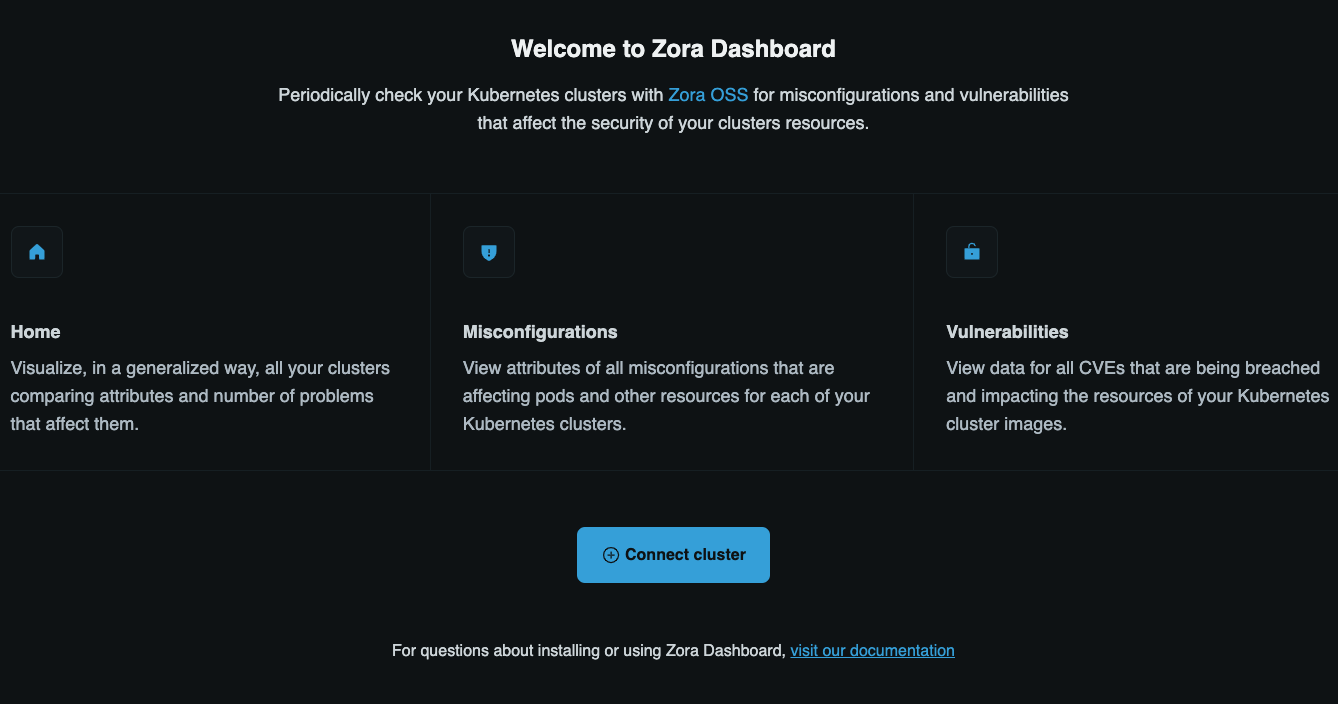 Welcome to Zora Dashboard
Periodically check your Kubernetes clusters with Zora OSS for misconfigurations and vulnerabilities
that affect the security of your clusters resources.
Home
Visualize, in a generalized way, all your clusters
comparing attributes and number of problems
that affect them.
Misconfigurations
View attributes of all misconfigurations that are
affecting pods and other resources for each of your
Kubernetes clusters.
Vulnerabilities
View data for all CVEs that are being breached
and impacting the resources of your Kubernetes
cluster images.
Connect cluster
For questions about installing or using Zora Dashboard, visit our documentation